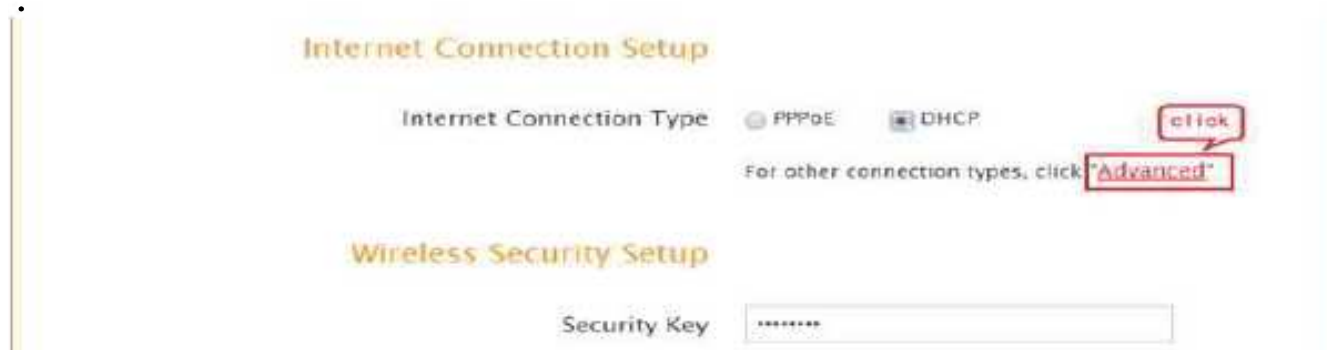 Internet Connection Setup
Internet Connection Type PPPoE DHCP click
For other connection types, click "Advanced"
Wireless Security Setup
Security Key ••••••••